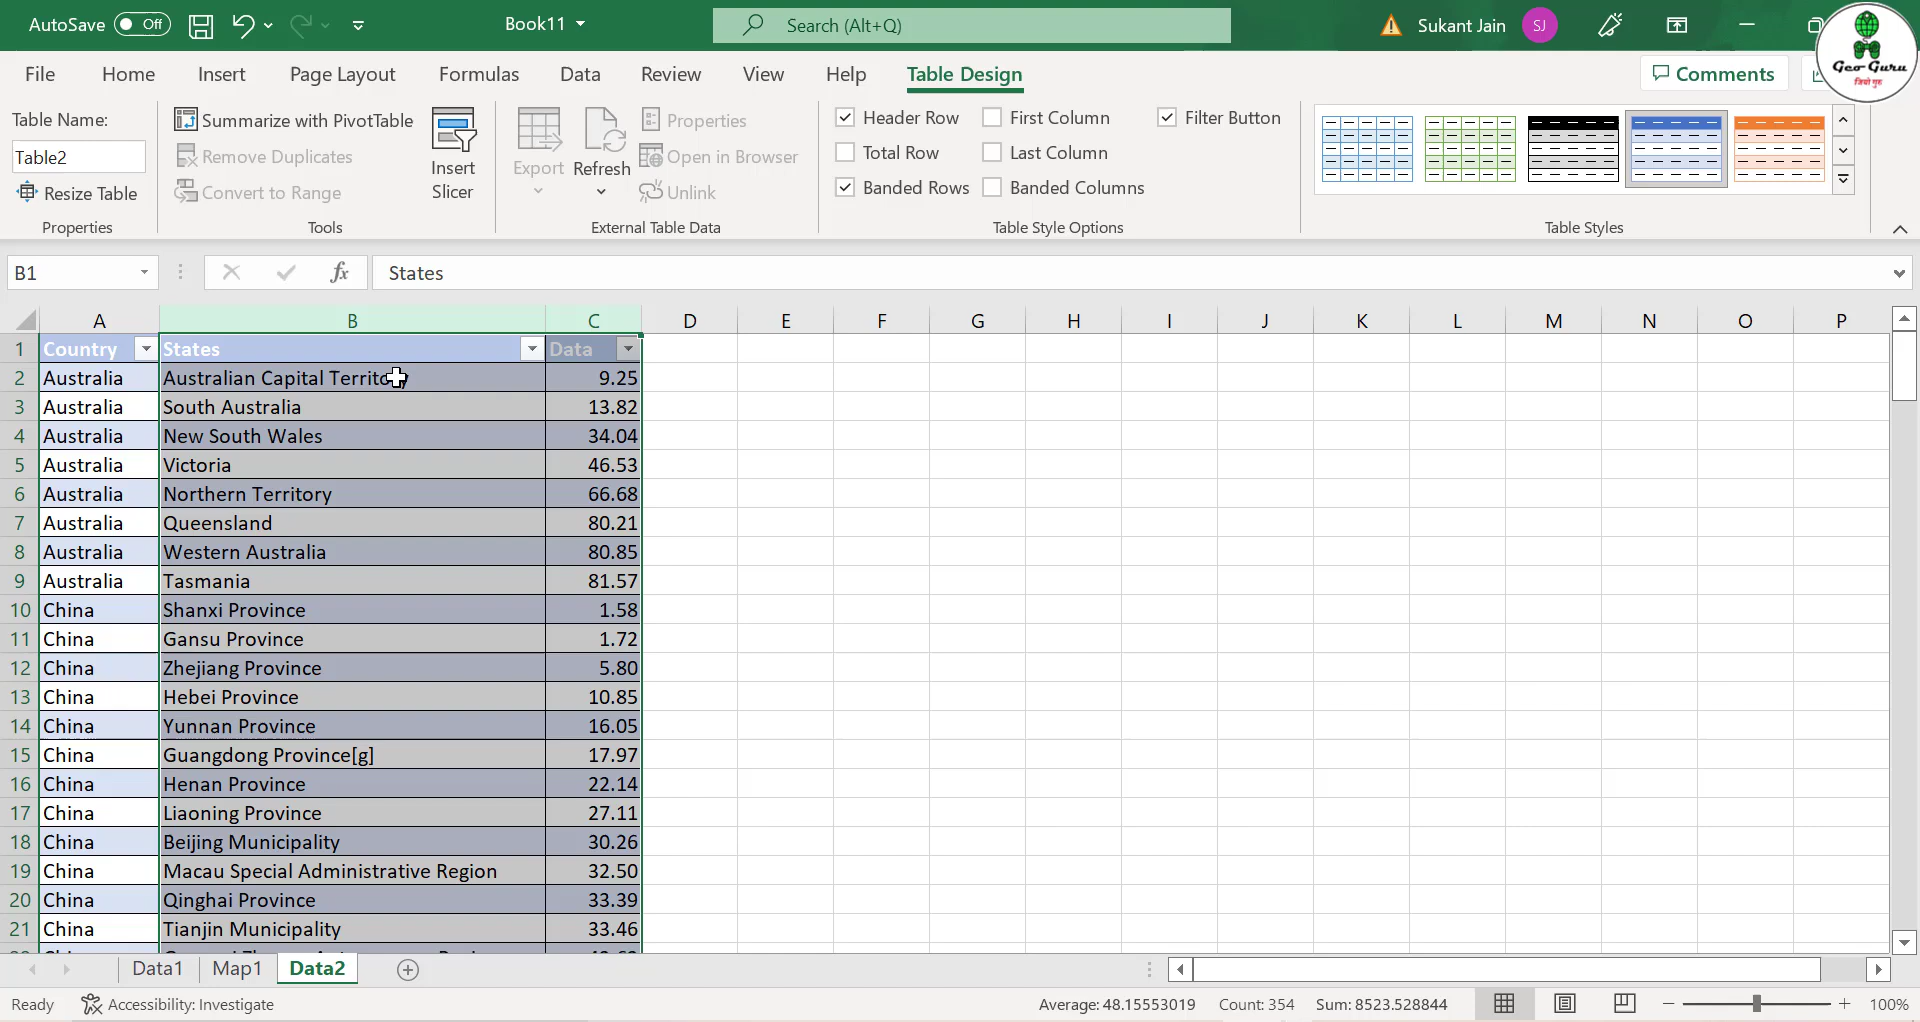 AutoSave Off Book11 Search (Alt+Q) Sukant Jain SJ
Geo Guru
जियो गुरु
File Home Insert Page Layout Formulas Data Review View Help Table Design Comments
Table Name:
Table2
Resize Table
Properties
Summarize with PivotTable
Remove Duplicates
Convert to Range
Tools
Insert
Slicer
Export
Refresh
Properties
Open in Browser
Unlink
External Table Data
Header Row First Column Filter Button
Total Row Last Column
Banded Rows Banded Columns
Table Style Options
Table Styles
B1 fx States
A B C D E F G H I J K L M N O P
1 Country States Data
2 Australia Australian Capital Territory 9.25
3 Australia South Australia 13.82
4 Australia New South Wales 34.04
5 Australia Victoria 46.53
6 Australia Northern Territory 66.68
7 Australia Queensland 80.21
8 Australia Western Australia 80.85
9 Australia Tasmania 81.57
10 China Shanxi Province 1.58
11 China Gansu Province 1.72
12 China Zhejiang Province 5.80
13 China Hebei Province 10.85
14 China Yunnan Province 16.05
15 China Guangdong Province[g] 17.97
16 China Henan Province 22.14
17 China Liaoning Province 27.11
18 China Beijing Municipality 30.26
19 China Macau Special Administrative Region 32.50
20 China Qinghai Province 33.39
21 China Tianjin Municipality 33.46
Data1 Map1 Data2
Ready Accessibility: Investigate Average: 48.15553019 Count: 354 Sum: 8523.528844 100%